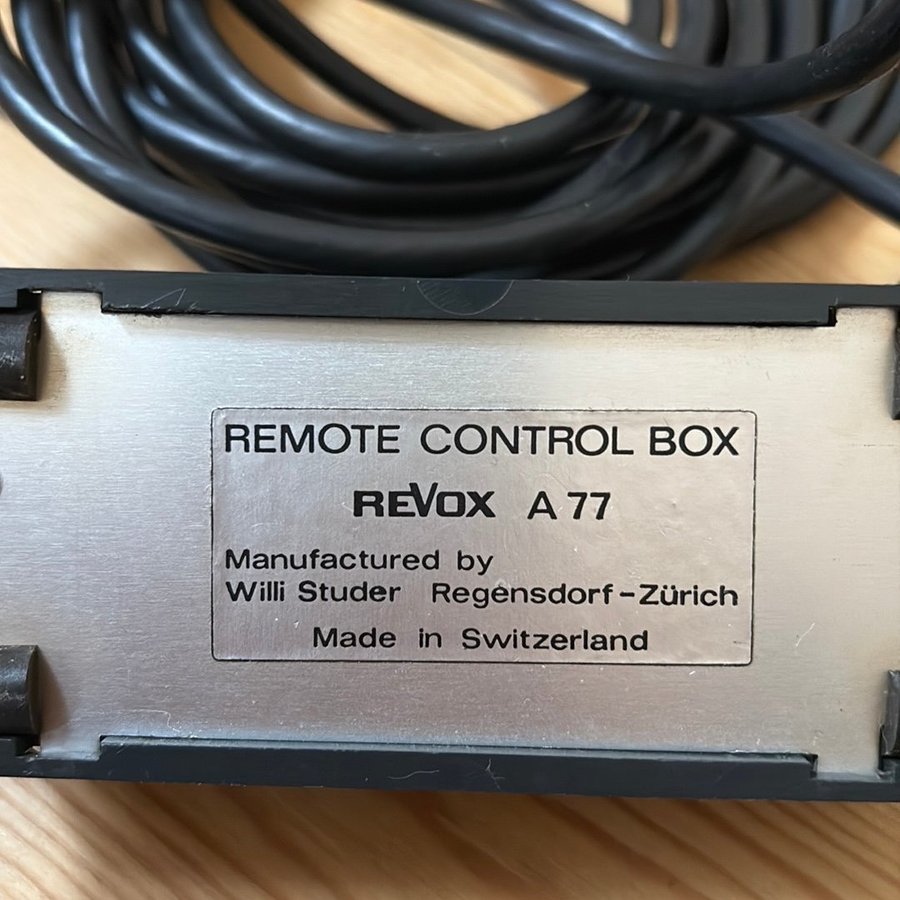 REMOTE CONTROL BOX
REVOX A 77
Manufactured by
Willi Studer Regensdorf-Zürich
Made in Switzerland